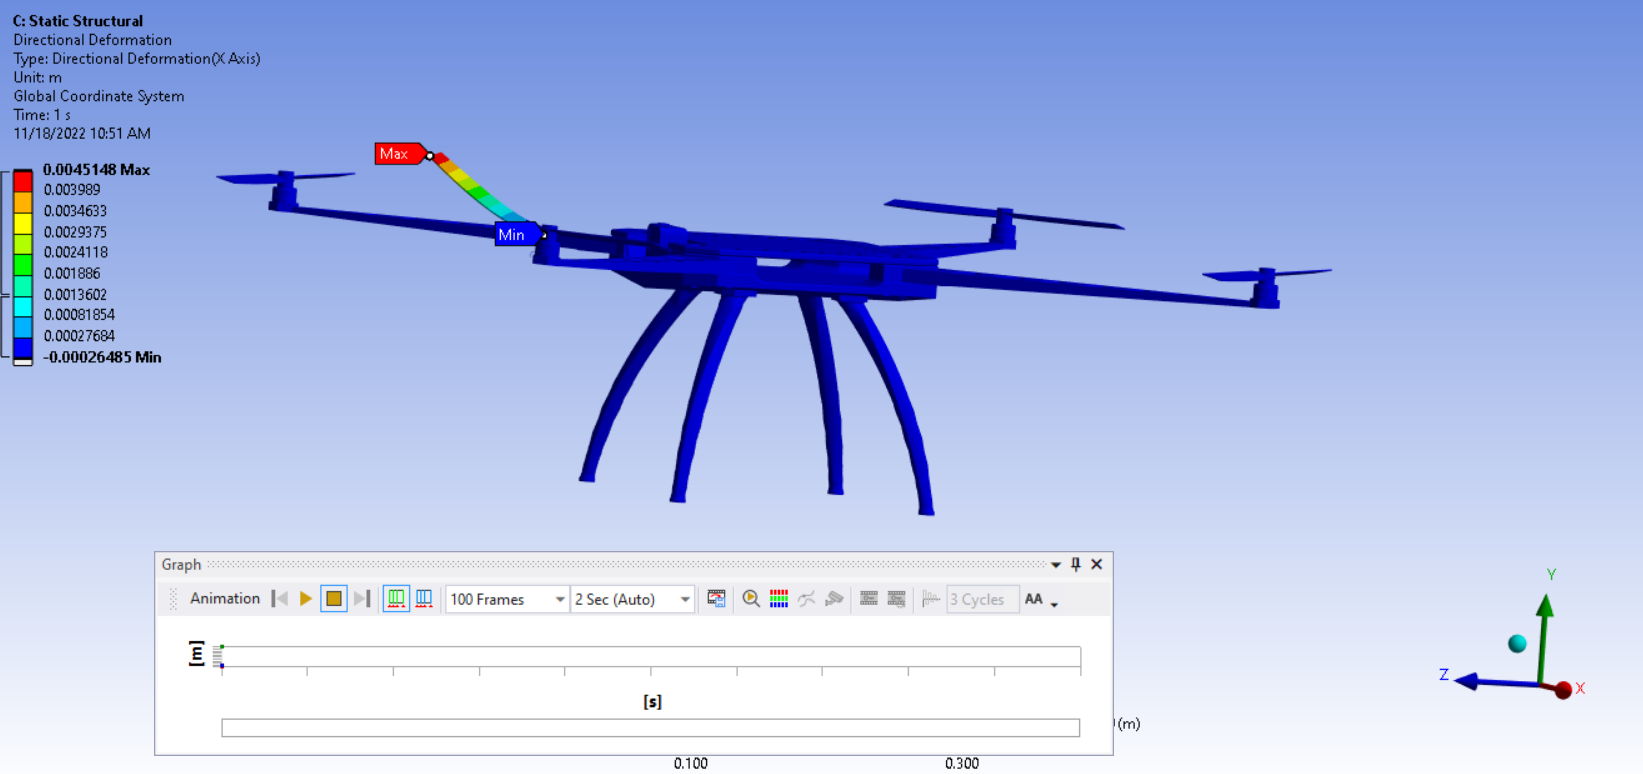 C: Static Structural
Directional Deformation
Type: Directional Deformation(X Axis)
Unit: m
Global Coordinate System
Time: 1 s
11/18/2022 10:51 AM
0.0045148 Max
0.003989
0.0034633
0.0029375
0.0024118
0.001886
0.0013602
0.00081854
0.00027684
-0.00026485 Min
Max
Min
Graph
Animation
100 Frames
2 Sec (Auto)
3 Cycles
AA
[m]
[s]
(m)
0.100
0.300
Y
Z
X